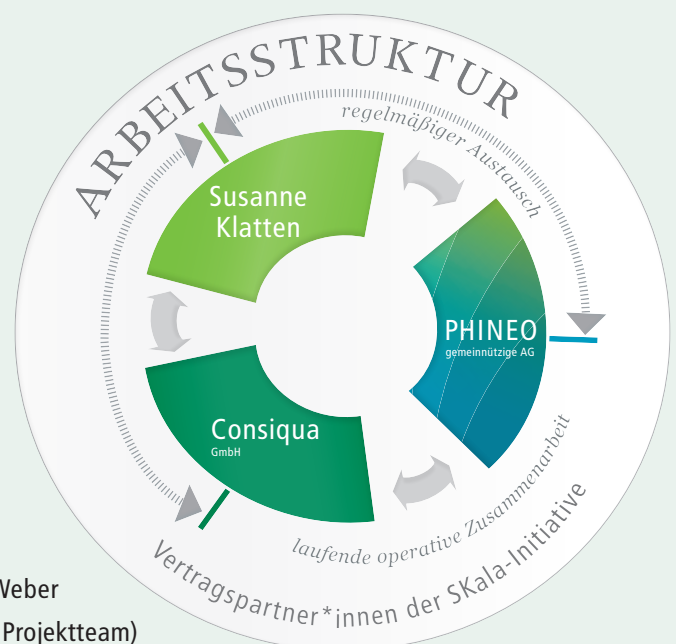 ARBEITSSTRUKTUR
regelmäßiger Austausch
Susanne
Klatten
PHINEO
gemeinnützige AG
Consiqua
GmbH
laufende operative Zusammenarbeit
Vertragspartner*innen der SKala-Initiative
Weber
Projektteam)